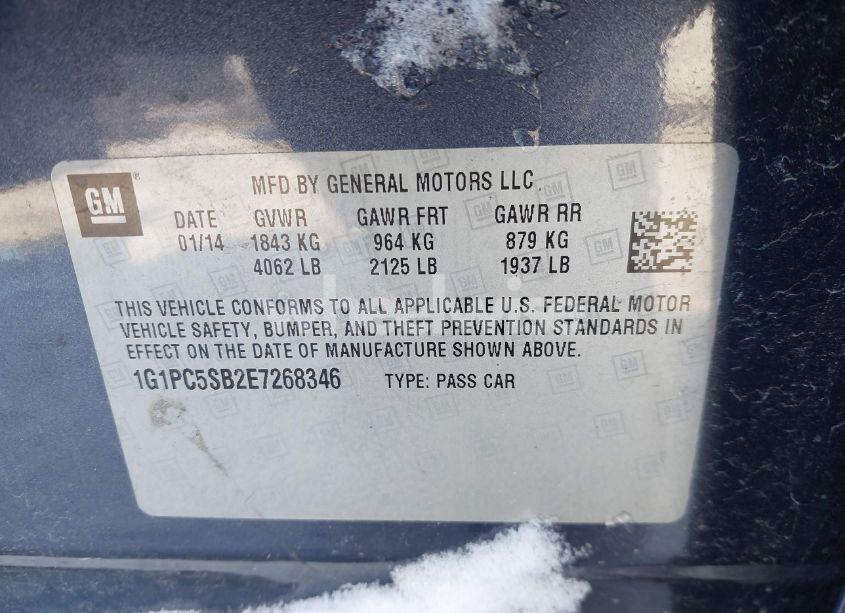 GM
MFD BY GENERAL MOTORS LLC
DATE GVWR GAWR FRT GAWR RR
01/14 1843 KG 964 KG 879 KG
4062 LB 2125 LB 1937 LB
THIS VEHICLE CONFORMS TO ALL APPLICABLE U.S. FEDERAL MOTOR
VEHICLE SAFETY, BUMPER, AND THEFT PREVENTION STANDARDS IN
EFFECT ON THE DATE OF MANUFACTURE SHOWN ABOVE.
1G1PC5SB2E7268346 TYPE: PASS CAR